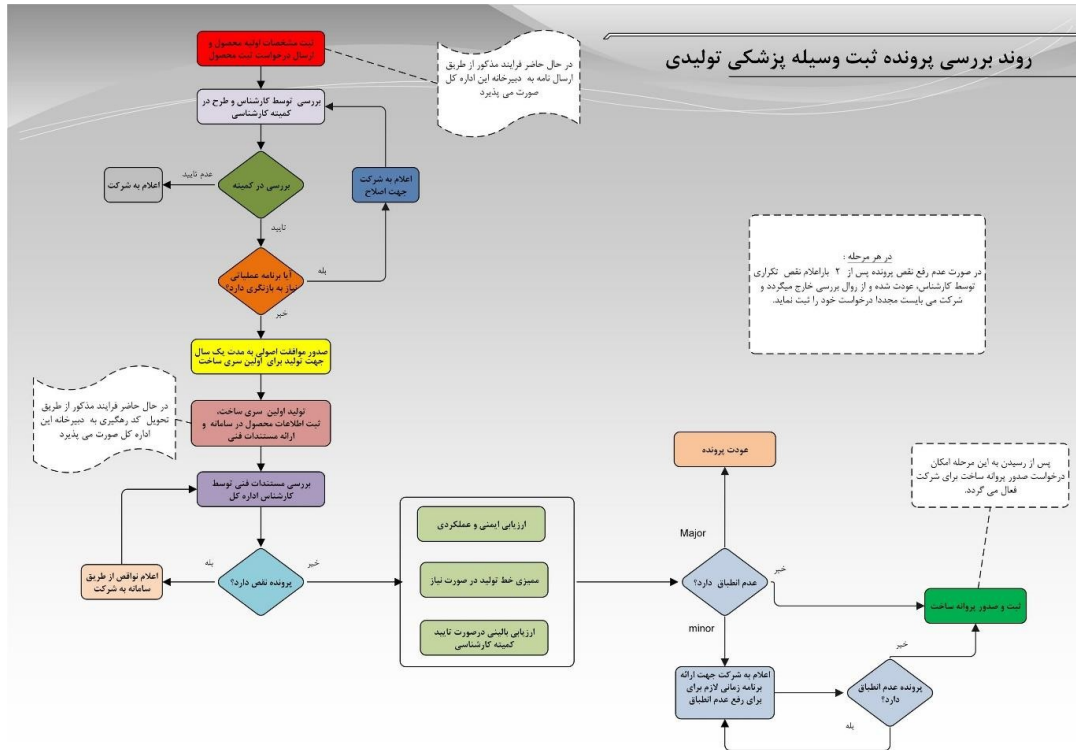 روند بررسی پرونده ثبت وسیله پزشکی تولیدی
ثبت مشخصات اولیه محصول و
ارسال درخواست ثبت محصول
در حال حاضر فرایند مذکور از طریق
ارسال نامه به دبیرخانه این اداره کل
صورت می پذیرد
بررسی توسط کارشناس و طرح در
کمیته کارشناسی
بررسی در کمیته
عدم تایید
اعلام به شرکت
اعلام به شرکت
جهت اصلاح
تایید
آیا برنامه عملیاتی
نیاز به بازنگری دارد؟
بله
خیر
در هر مرحله :
در صورت عدم رفع نقص پرونده پس از ۲ باراعلام نقص تکراری
توسط کارشناس، عودت شده و از روال بررسی خارج میگردد و
شرکت می بایست مجددا درخواست خود را ثبت نماید.
صدور موافقت اصولی به مدت یک سال
جهت تولید برای اولین سری ساخت
در حال حاضر فرایند مذکور از طریق
تحویل کد رهگیری به دبیرخانه این
اداره کل صورت می پذیرد
تولید اولین سری ساخت،
ثبت اطلاعات محصول در سامانه و
ارائه مستندات فنی
بررسی مستندات فنی توسط
کارشناس اداره کل
پرونده نقص دارد؟
بله
خیر
اعلام نواقص از طریق
سامانه به شرکت
ارزیابی ایمنی و عملکردی
ممیزی خط تولید در صورت نیاز
ارزیابی بالینی درصورت تایید
کمیته کارشناسی
عودت پرونده
Major
عدم انطباق دارد؟
خیر
minor
پس از رسیدن به این مرحله امکان
درخواست صدور پروانه ساخت برای شرکت
فعال می گردد.
ثبت و صدور پروانه ساخت
خیر
اعلام به شرکت جهت ارائه
برنامه زمانی لازم برای
برای رفع عدم انطباق
پرونده عدم انطباق
دارد؟
بله